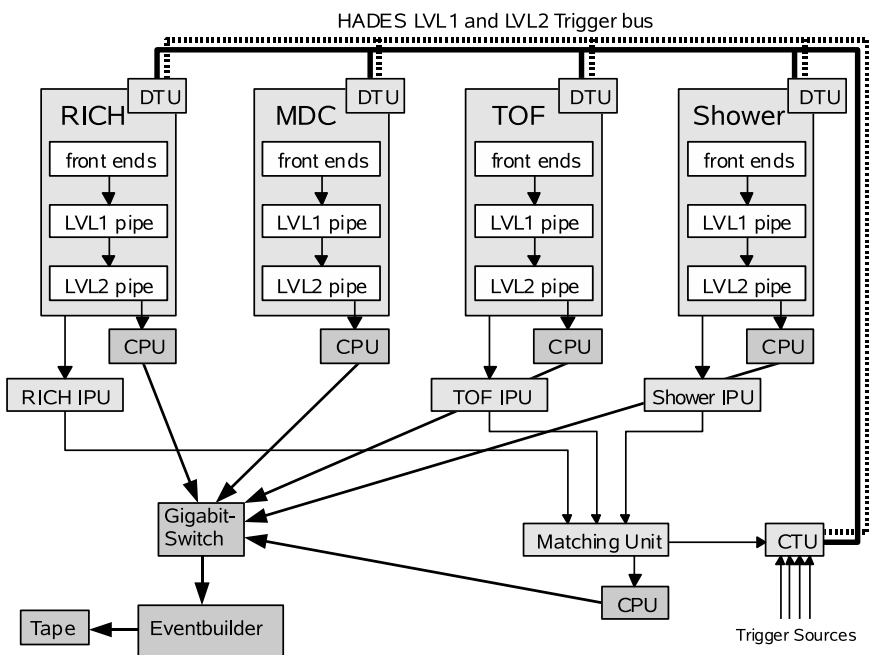 HADES LVL1 and LVL2 Trigger bus
DTU
DTU
DTU
DTU
RICH
MDC
TOF
Shower
front ends
front ends
front ends
front ends
LVL1 pipe
LVL1 pipe
LVL1 pipe
LVL1 pipe
LVL2 pipe
LVL2 pipe
LVL2 pipe
LVL2 pipe
CPU
CPU
CPU
CPU
RICH IPU
TOF IPU
Shower IPU
Gigabit-
Switch
Matching Unit
CTU
CPU
Tape
Eventbuilder
Trigger Sources